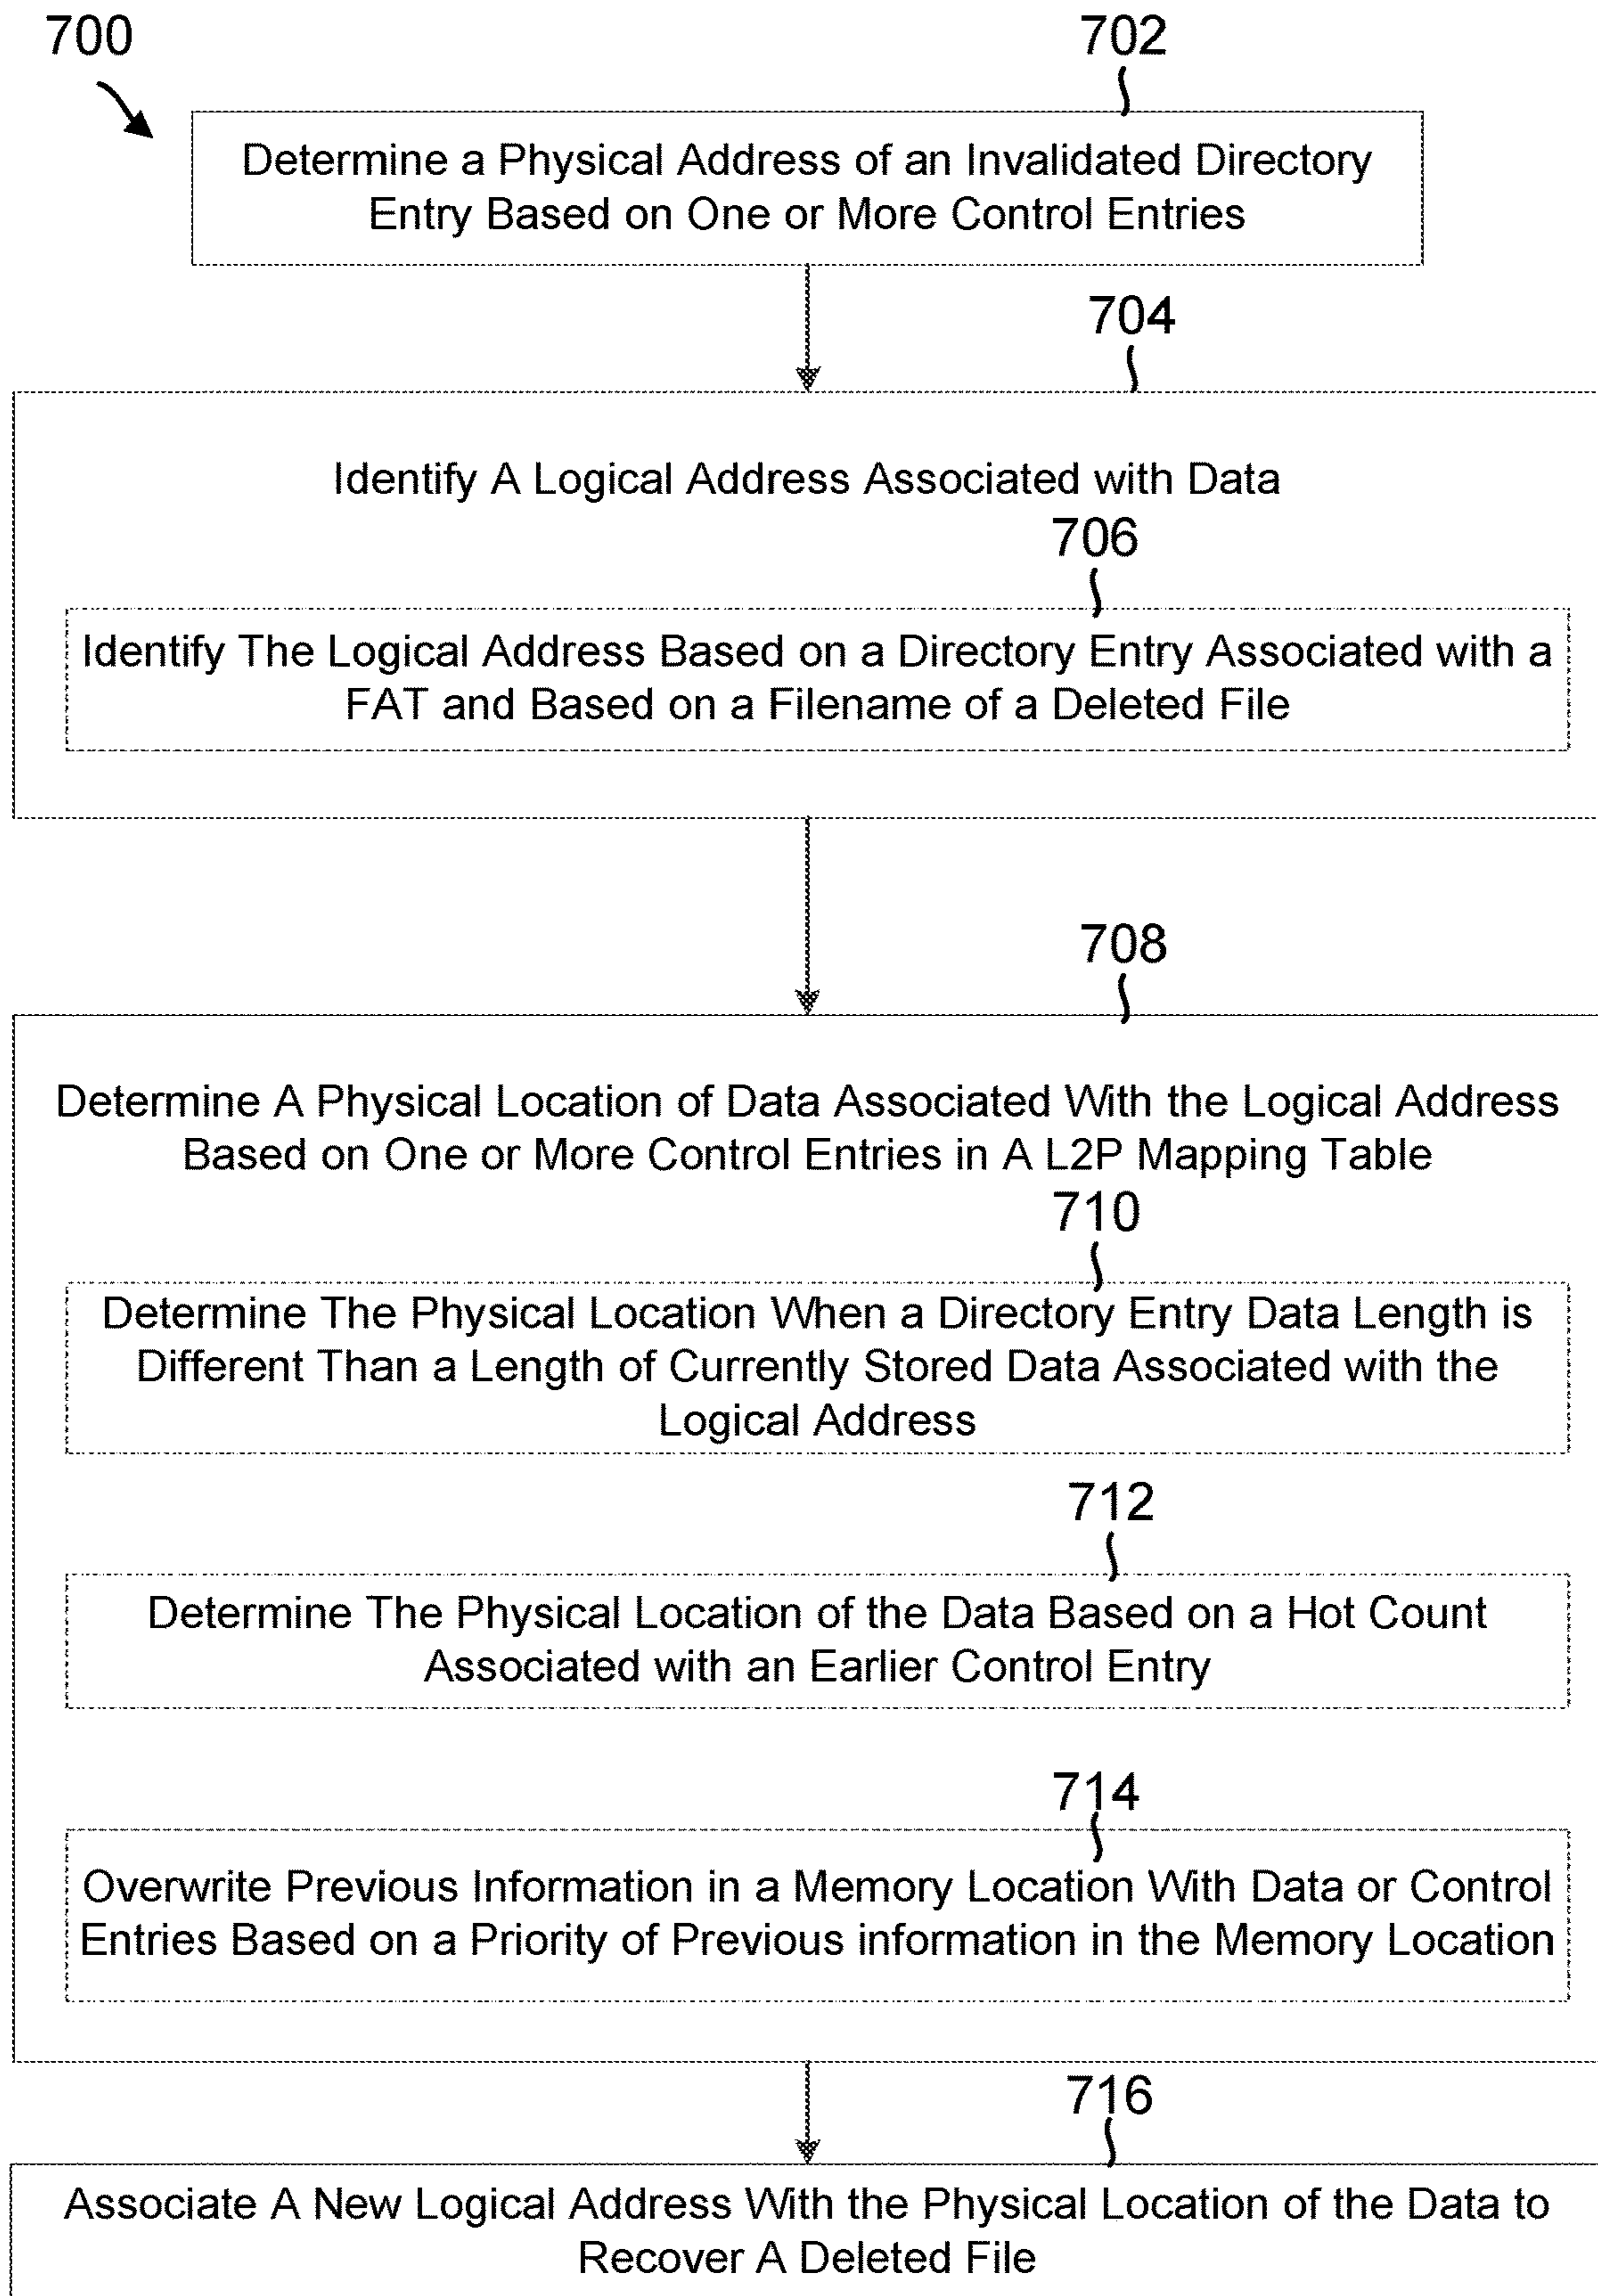 700
702
Determine a Physical Address of an Invalidated Directory
Entry Based on One or More Control Entries
704
Identify A Logical Address Associated with Data
706
Identify The Logical Address Based on a Directory Entry Associated with a
FAT and Based on a Filename of a Deleted File
708
Determine A Physical Location of Data Associated With the Logical Address
Based on One or More Control Entries in A L2P Mapping Table
710
Determine The Physical Location When a Directory Entry Data Length is
Different Than a Length of Currently Stored Data Associated with the
Logical Address
712
Determine The Physical Location of the Data Based on a Hot Count
Associated with an Earlier Control Entry
714
Overwrite Previous Information in a Memory Location With Data or Control
Entries Based on a Priority of Previous information in the Memory Location
716
Associate A New Logical Address With the Physical Location of the Data to
Recover A Deleted File